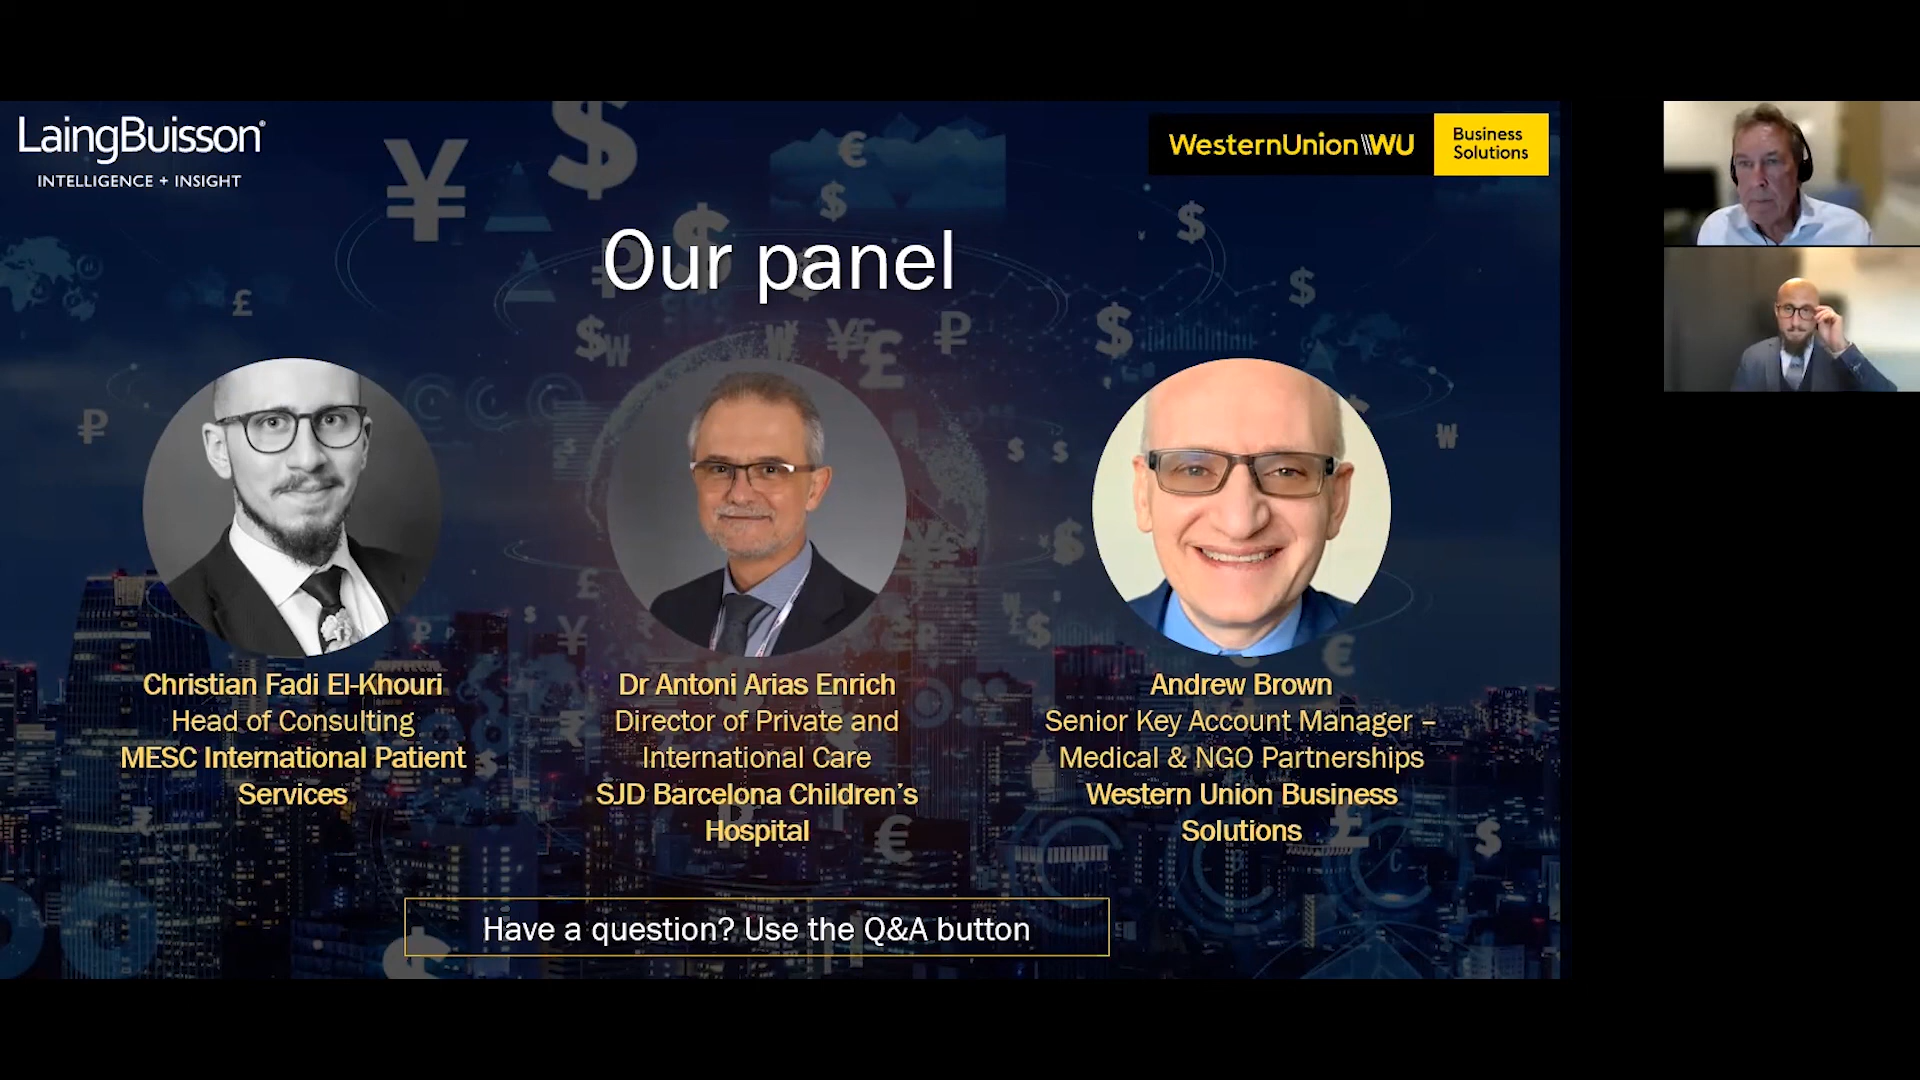 LaingBuisson®
INTELLIGENCE + INSIGHT
WesternUnion WU
Business
Solutions
Our panel
Christian Fadi El-Khouri
Head of Consulting
MESC International Patient
Services
Dr Antoni Arias Enrich
Director of Private and
International Care
SJD Barcelona Children’s
Hospital
Andrew Brown
Senior Key Account Manager –
Medical & NGO Partnerships
Western Union Business
Solutions
Have a question? Use the Q&A button